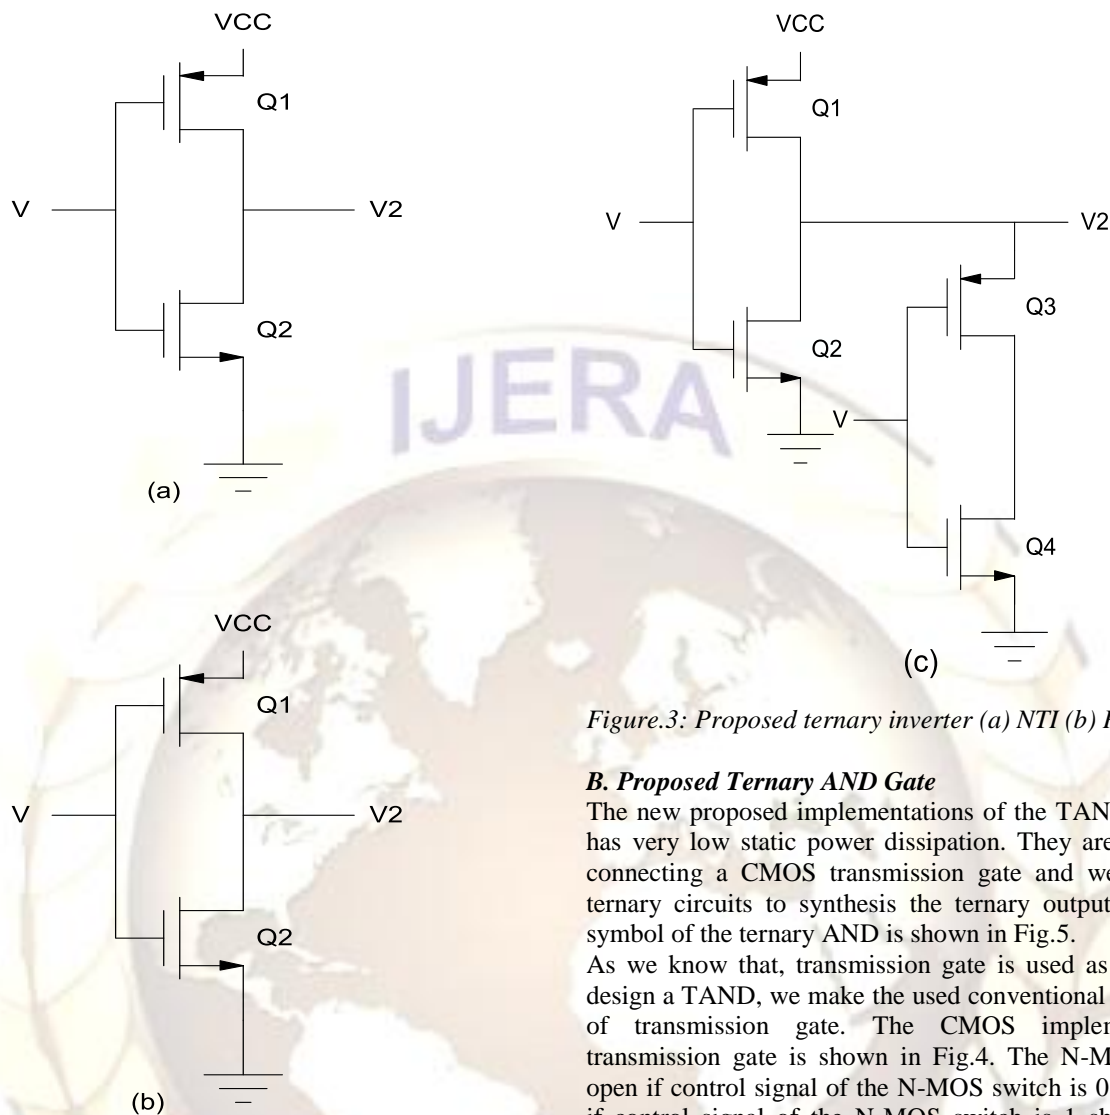 VCC
Q1
V
V2
Q2
(a)
VCC
Q1
V
V2
Q2
(b)
VCC
Q1
V
V2
Q3
Q2
V
Q4
(c)
IJERA
Figure.3: Proposed ternary inverter (a) NTI (b)
B. Proposed Ternary AND Gate
The new proposed implementations of the TAND
has very low static power dissipation. They are
connecting a CMOS transmission gate and we
ternary circuits to synthesis the ternary output
symbol of the ternary AND is shown in Fig.5.
As we know that, transmission gate is used as
design a TAND, we make the used conventional
of transmission gate. The CMOS implem
transmission gate is shown in Fig.4. The N-M
open if control signal of the N-MOS switch is 0